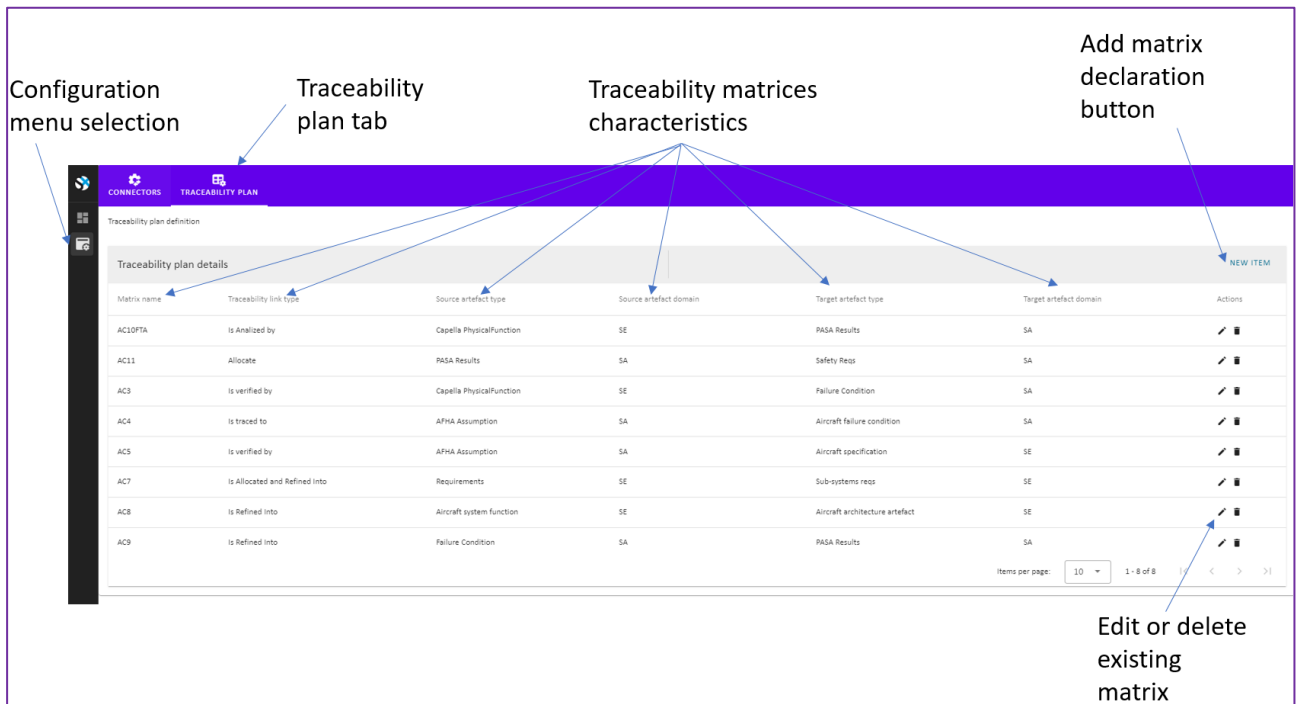 Configuration
menu selection
Traceability
plan tab
Traceability matrices
characteristics
Add matrix
declaration
button
CONNECTORS TRACEABILITY PLAN
Traceability plan definition
Traceability plan details NEW ITEM
Matrix name Traceability link type Source artefact type Source artefact domain Target artefact type Target artefact domain Actions
AC10FTA Is Analized by Capella PhysicalFunction SE PASA Results SA
AC11 Allocate PASA Results SA Safety Reqs SA
AC3 Is verified by Capella PhysicalFunction SE Failure Condition SA
AC4 Is traced to AFHA Assumption SA Aircraft failure condition SA
AC5 Is verified by AFHA Assumption SA Aircraft specification SE
AC7 Is Allocated and Refined Into Requirements SE Sub-systems reqs SE
AC8 Is Refined Into Aircraft system function SE Aircraft architecture artefact SE
AC9 Is Refined Into Failure Condition SA PASA Results SA
Items per page: 10 1 - 8 of 8
Edit or delete
existing
matrix